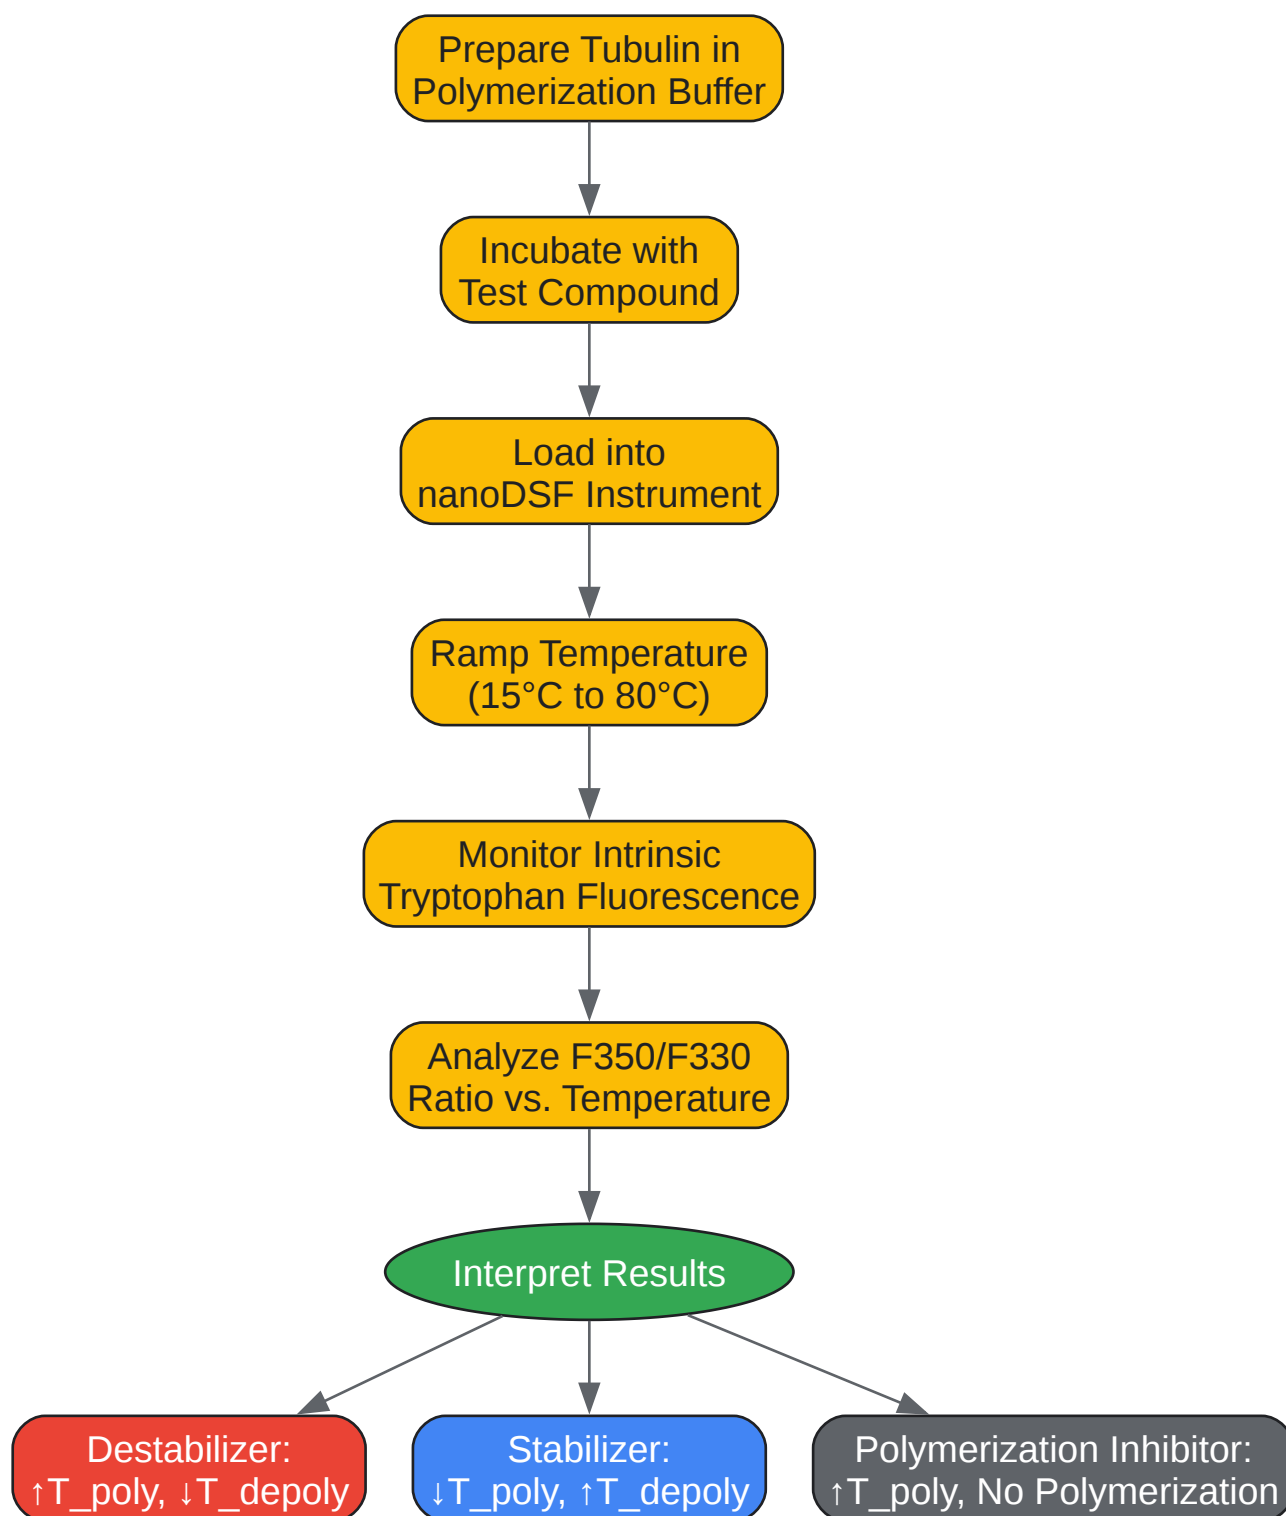 Prepare Tubulin in
Polymerization Buffer
Incubate with
Test Compound
Load into
nanoDSF Instrument
Ramp Temperature
(15°C to 80°C)
Monitor Intrinsic
Tryptophan Fluorescence
Analyze F350/F330
Ratio vs. Temperature
Interpret Results
Destabilizer:
↑T_poly, ↓T_depoly
Stabilizer:
↓T_poly, ↑T_depoly
Polymerization Inhibitor:
↑T_poly, No Polymerization